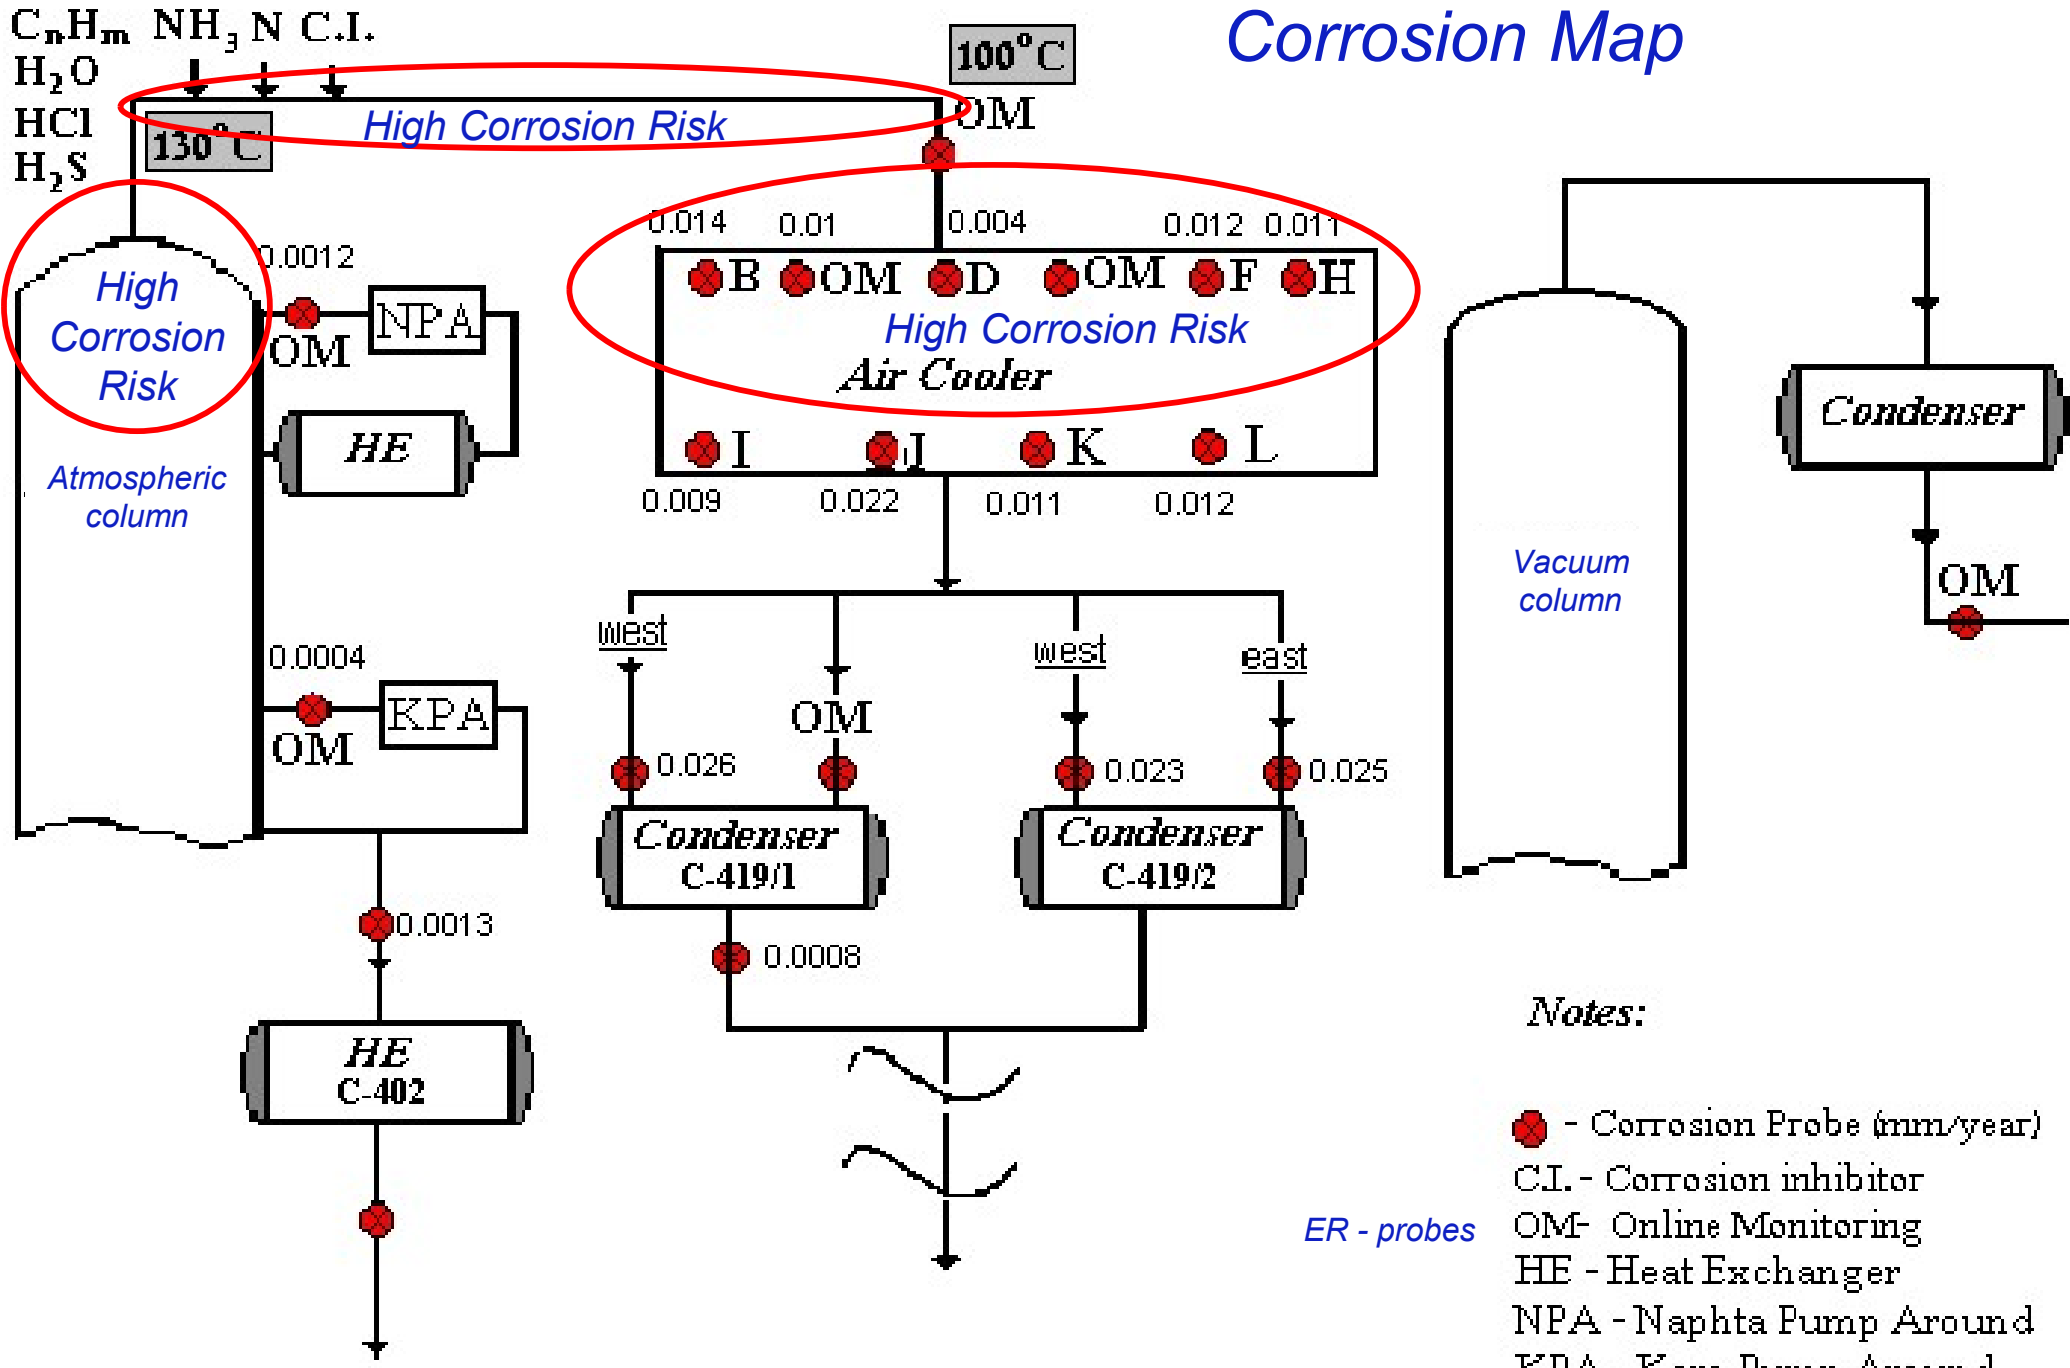 Corrosion Map
CnHm NH3 N C.I.
H2O
HCl
H2S
130°C
High Corrosion Risk
100°C
OM
High
Corrosion
Risk
Atmospheric
column
0.0012
OM
NPA
HE
0.0004
OM
KPA
0.0013
HE
C-402
0.014 0.01 0.004 0.012 0.011
B OM D OM F H
High Corrosion Risk
Air Cooler
I J K L
0.009 0.022 0.011 0.012
west
OM
west
east
0.026
0.023
0.025
Condenser
C-419/1
Condenser
C-419/2
0.0008
Vacuum
column
Condenser
OM
Notes:
- Corrosion Probe (mm/year)
C.I. - Corrosion inhibitor
ER - probes
OM- Online Monitoring
HE - Heat Exchanger
NPA - Naphta Pump Around